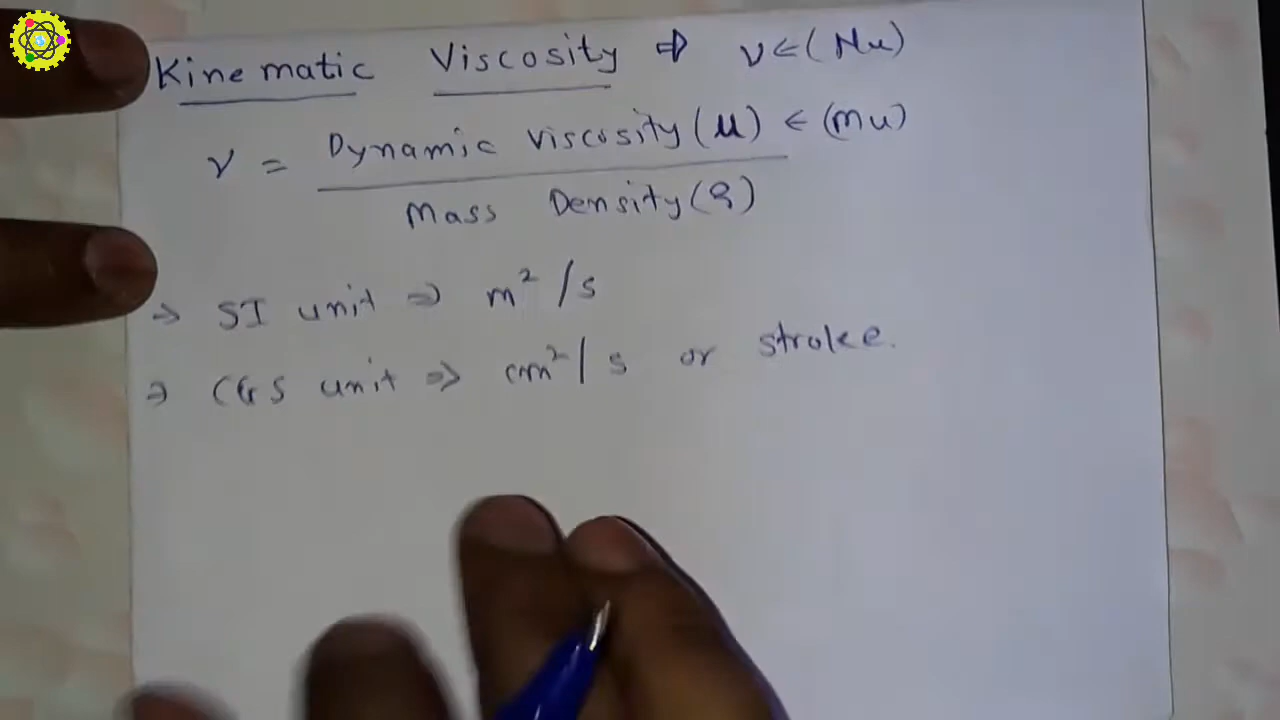 Kinematic Viscosity ⇒ ν ← (Nu)
ν = Dynamic Viscosity (μ) ← (mu)
Mass Density (ρ)
→ SI unit ⇒ m²/s
⇒ CGS unit ⇒ cm²/s or stroke.